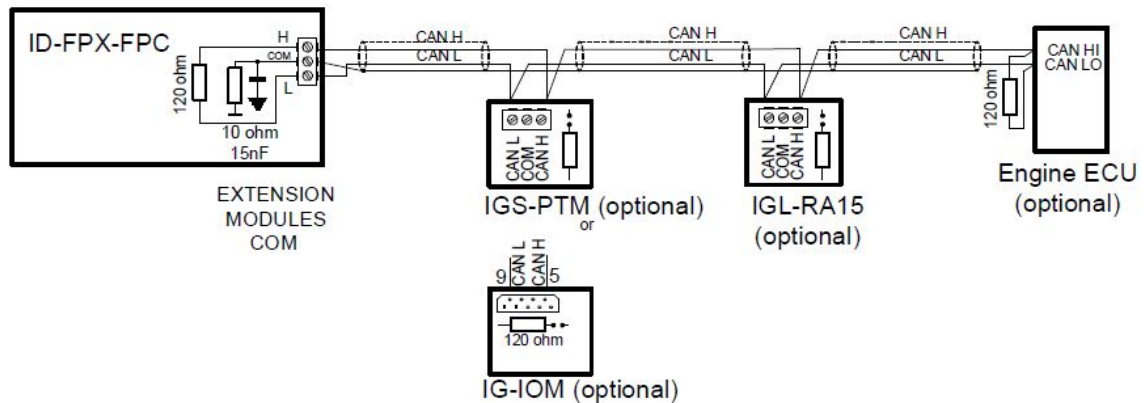 ID-FPX-FPC
H
COM
L
120 ohm
10 ohm
15nF
EXTENSION
MODULES
COM
CAN H
CAN L
CAN H
CAN L
CAN H
CAN L
CAN L
COM
CAN H
IGS-PTM (optional)
or
CAN L
COM
CAN H
IGL-RA15
(optional)
120 ohm
CAN HI
CAN LO
Engine ECU
(optional)
9
CAN L
CAN H
5
120 ohm
IG-IOM (optional)